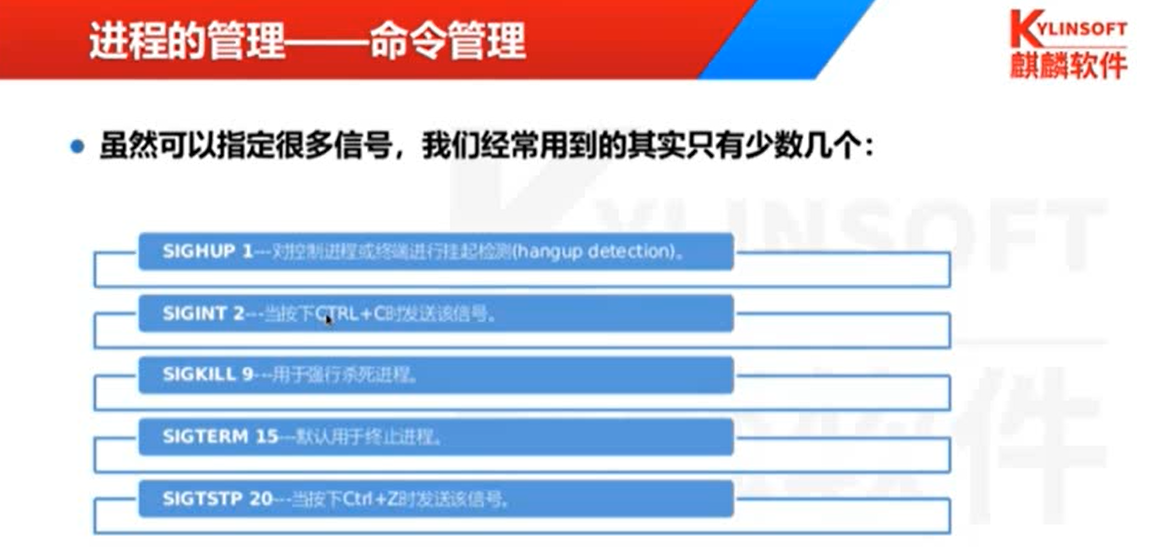 进程的管理——命令管理
KYLINSOFT
麒麟软件
虽然可以指定很多信号，我们经常用到的其实只有少数几个：
SIGHUP 1---对控制进程或终端进行挂起检测(hangup detection)。
SIGINT 2---当按下CTRL+C时发送该信号。
SIGKILL 9---用于强行杀死进程。
SIGTERM 15---默认用于终止进程。
SIGTSTP 20---当按下Ctrl+Z时发送该信号。